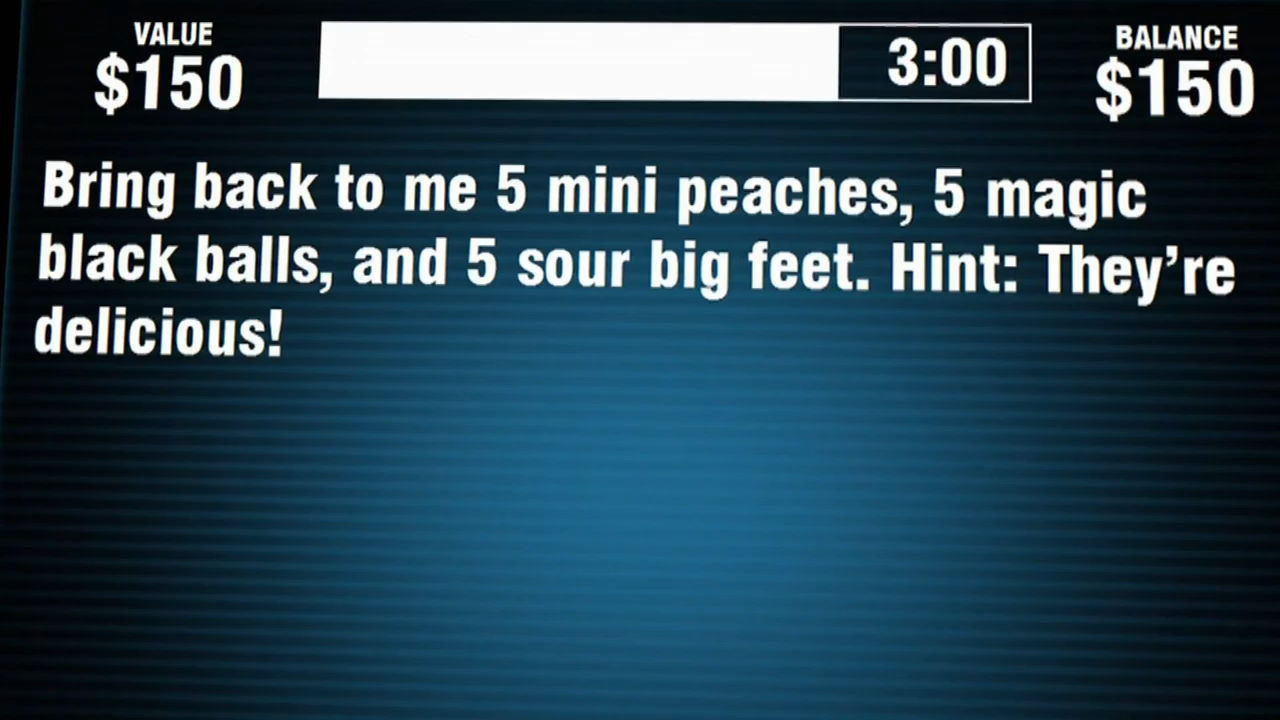 VALUE
$150
3:00
BALANCE
$150
Bring back to me 5 mini peaches, 5 magic
black balls, and 5 sour big feet. Hint: They're
delicious!